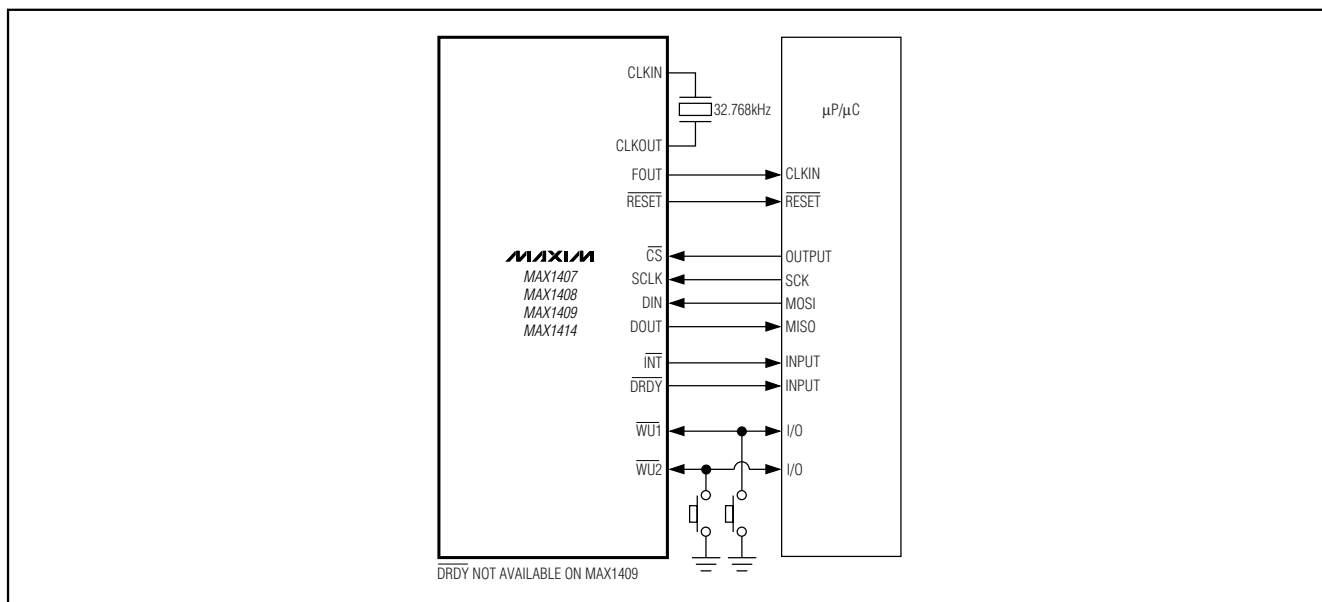 CLKIN
32.768kHz
µP/µC
CLKOUT
FOUT CLKIN
RESET RESET
MAXIM
MAX1407
MAX1408
MAX1409
MAX1414
CS OUTPUT
SCLK SCK
DIN MOSI
DOUT MISO
INT INPUT
DRDY INPUT
WU1 I/O
WU2 I/O
DRDY NOT AVAILABLE ON MAX1409